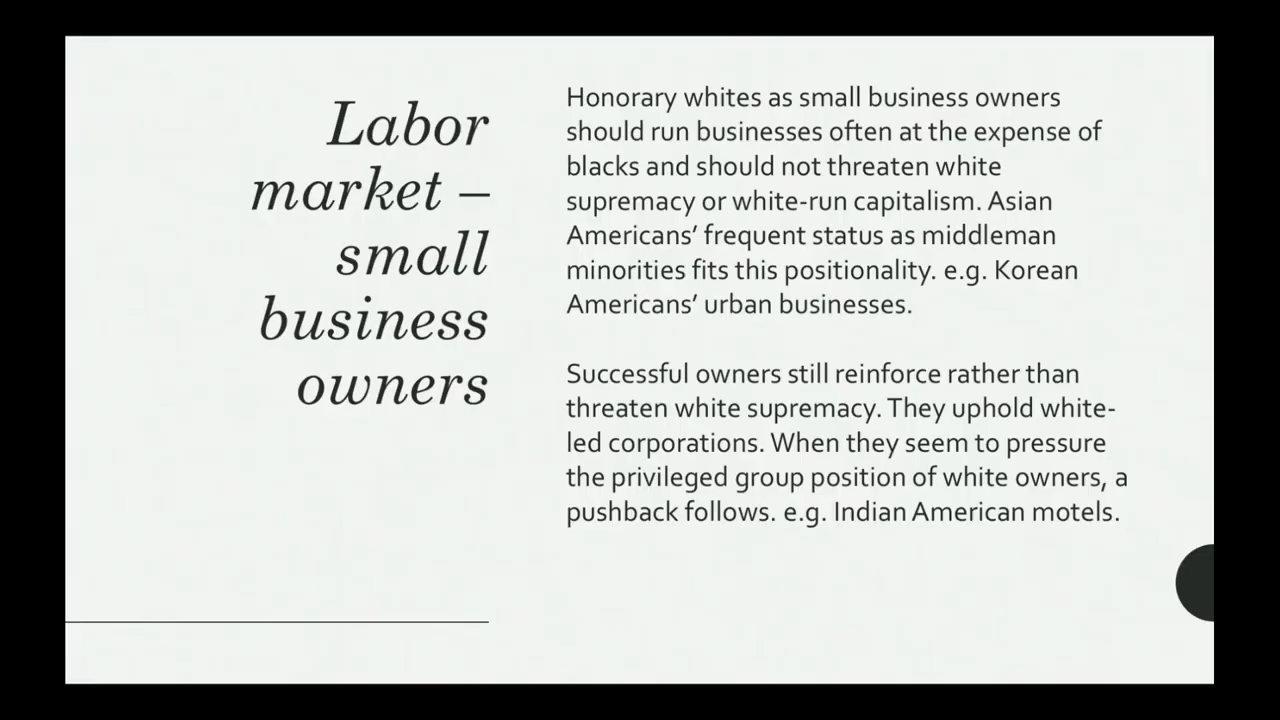 Labor
market –
small
business
owners
Honorary whites as small business owners
should run businesses often at the expense of
blacks and should not threaten white
supremacy or white-run capitalism. Asian
Americans’ frequent status as middleman
minorities fits this positionality. e.g. Korean
Americans’ urban businesses.
Successful owners still reinforce rather than
threaten white supremacy. They uphold white-
led corporations. When they seem to pressure
the privileged group position of white owners, a
pushback follows. e.g. Indian American motels.